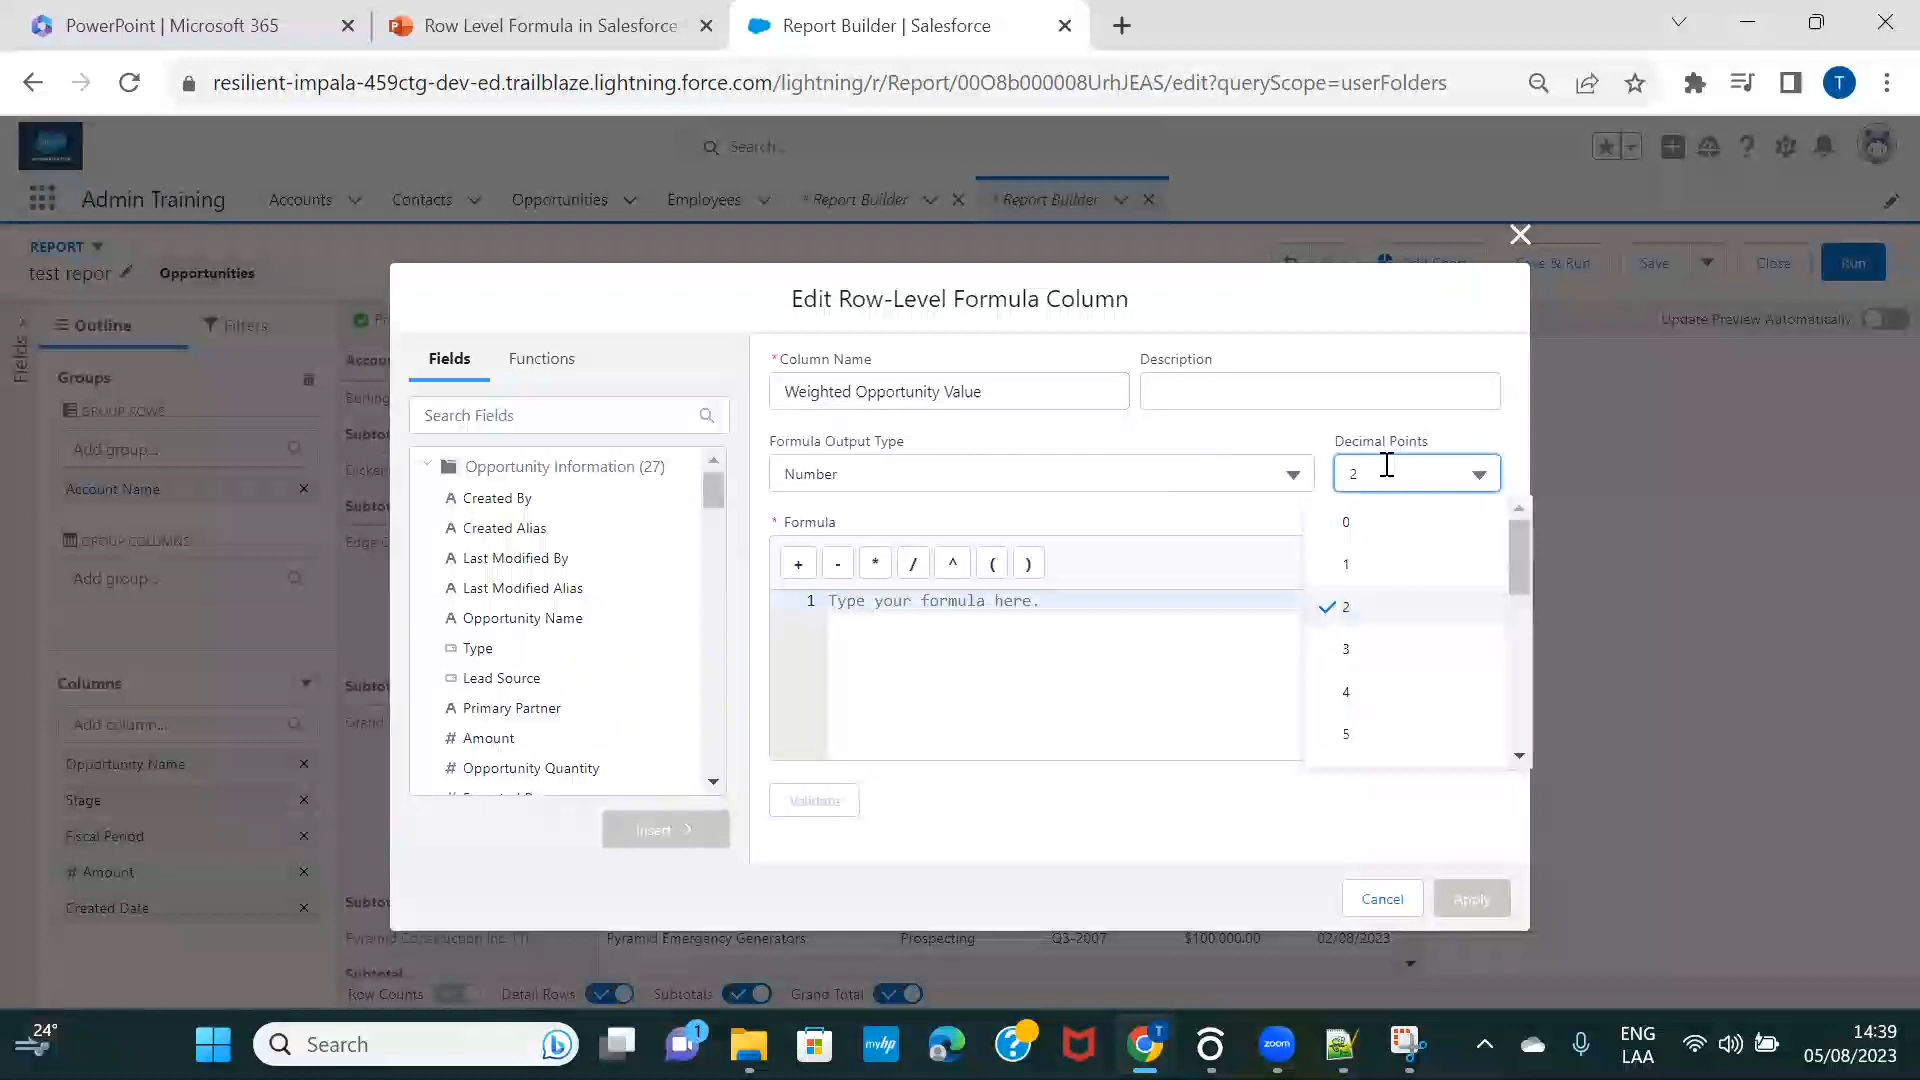 PowerPoint | Microsoft 365
Row Level Formula in Salesforce
Report Builder | Salesforce
resilient-impala-459ctg-dev-ed.trailblaze.lightning.force.com/lightning/r/Report/00O8b000008UrhJEAS/edit?queryScope=userFolders
T
Search...
Admin Training
Accounts
Contacts
Opportunities
Employees
* Report Builder
* Report Builder
REPORT
test repor
Opportunities
Save & Run
Save
Close
Run
Fields
Outline
Filters
Update Preview Automatically
Groups
GROUP ROWS
Add group...
Account Name
GROUP COLUMNS
Add group...
Columns
Add column...
Opportunity Name
Stage
Fiscal Period
# Amount
Created Date
Edit Row-Level Formula Column
Fields
Functions
Search Fields
Opportunity Information (27)
A Created By
A Created Alias
A Last Modified By
A Last Modified Alias
A Opportunity Name
Type
Lead Source
A Primary Partner
# Amount
# Opportunity Quantity
Insert
* Column Name
Weighted Opportunity Value
Description
Formula Output Type
Number
Decimal Points
2
0
1
2
3
4
5
* Formula
+ - * / ^ ( )
1 Type your formula here.
Validate
Cancel
Apply
Pyramid Emergency Generators
Prospecting
Q3-2007
$100,000.00
02/08/2023
Row Counts
Detail Rows
Subtotals
Grand Total
24°
Search
1
myhp
T
zoom
ENG
LAA
14:39
05/08/2023